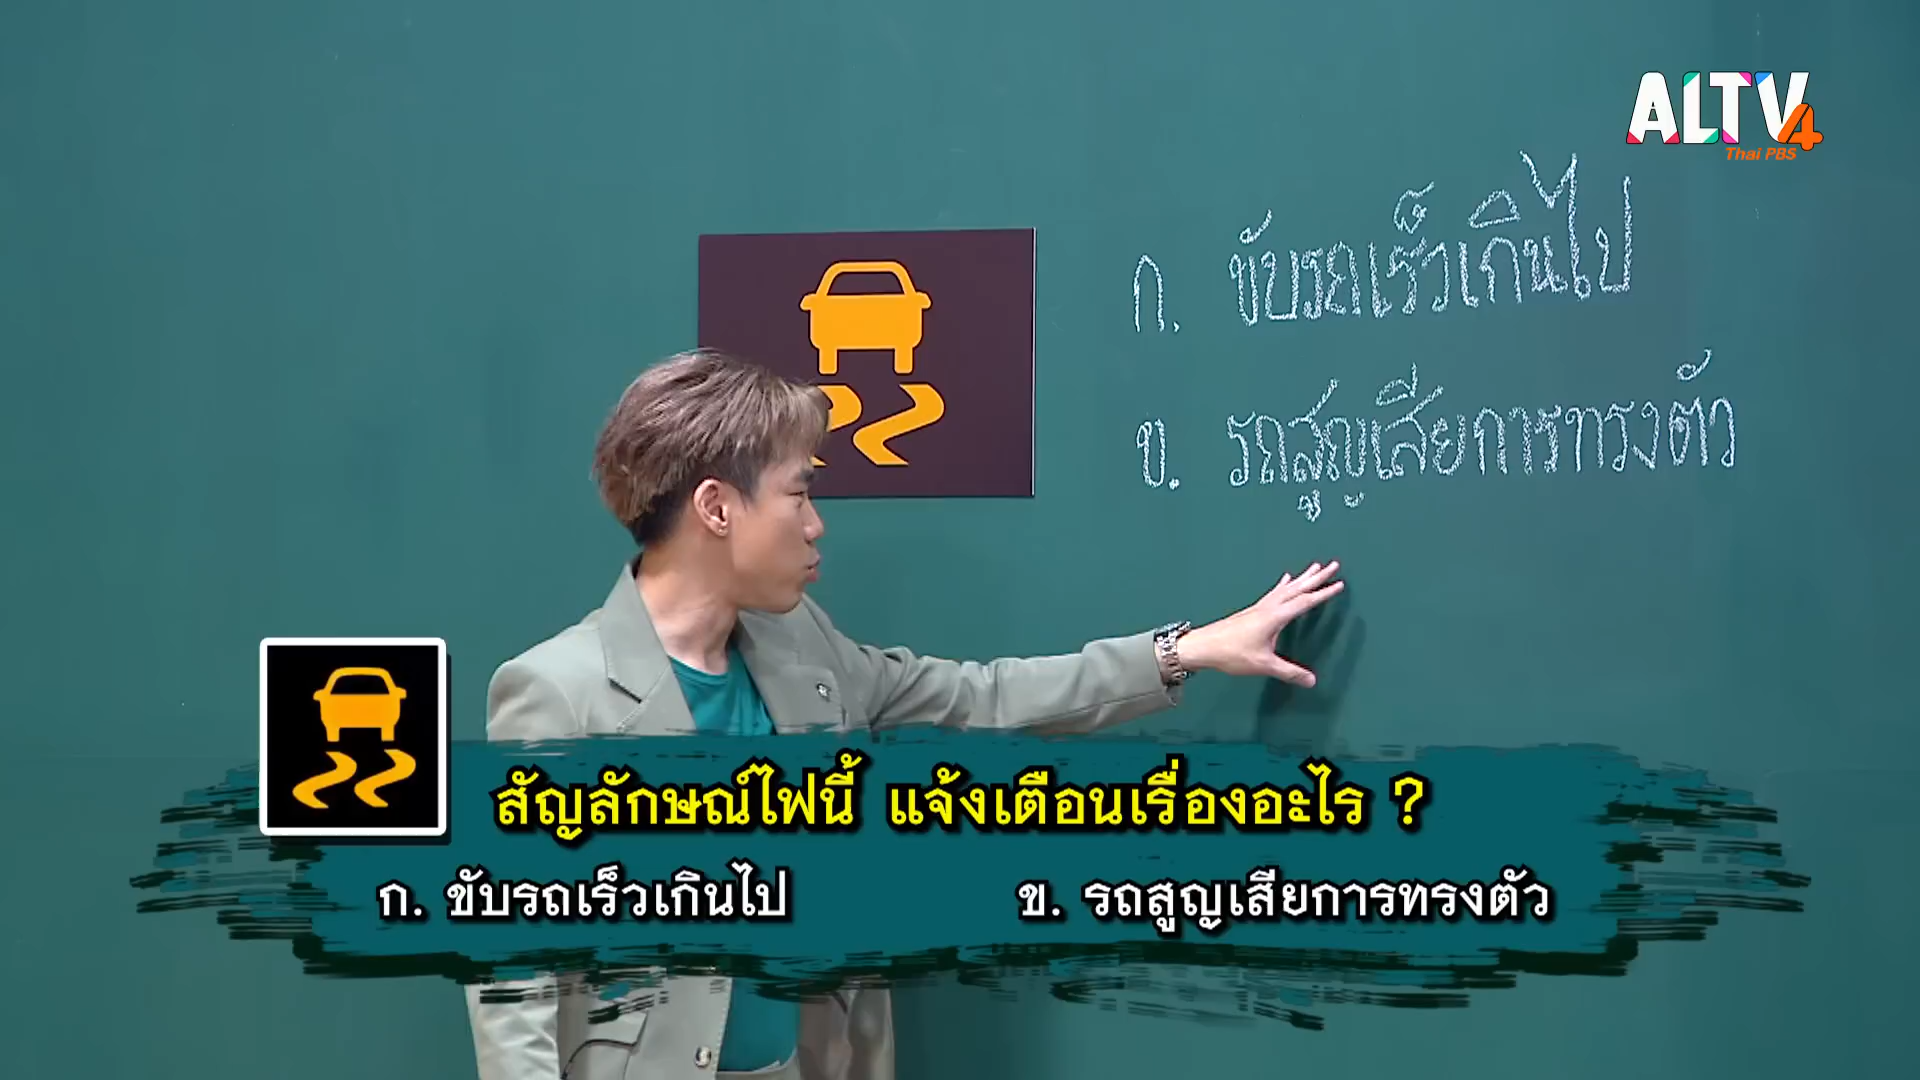 ALTV4
Thai PBS
ก. ขับรถเร็วเกินไป
ข. รถสูญเสียการทรงตัว
สัญลักษณ์ไฟนี้ แจ้งเตือนเรื่องอะไร ?
ก. ขับรถเร็วเกินไป
ข. รถสูญเสียการทรงตัว